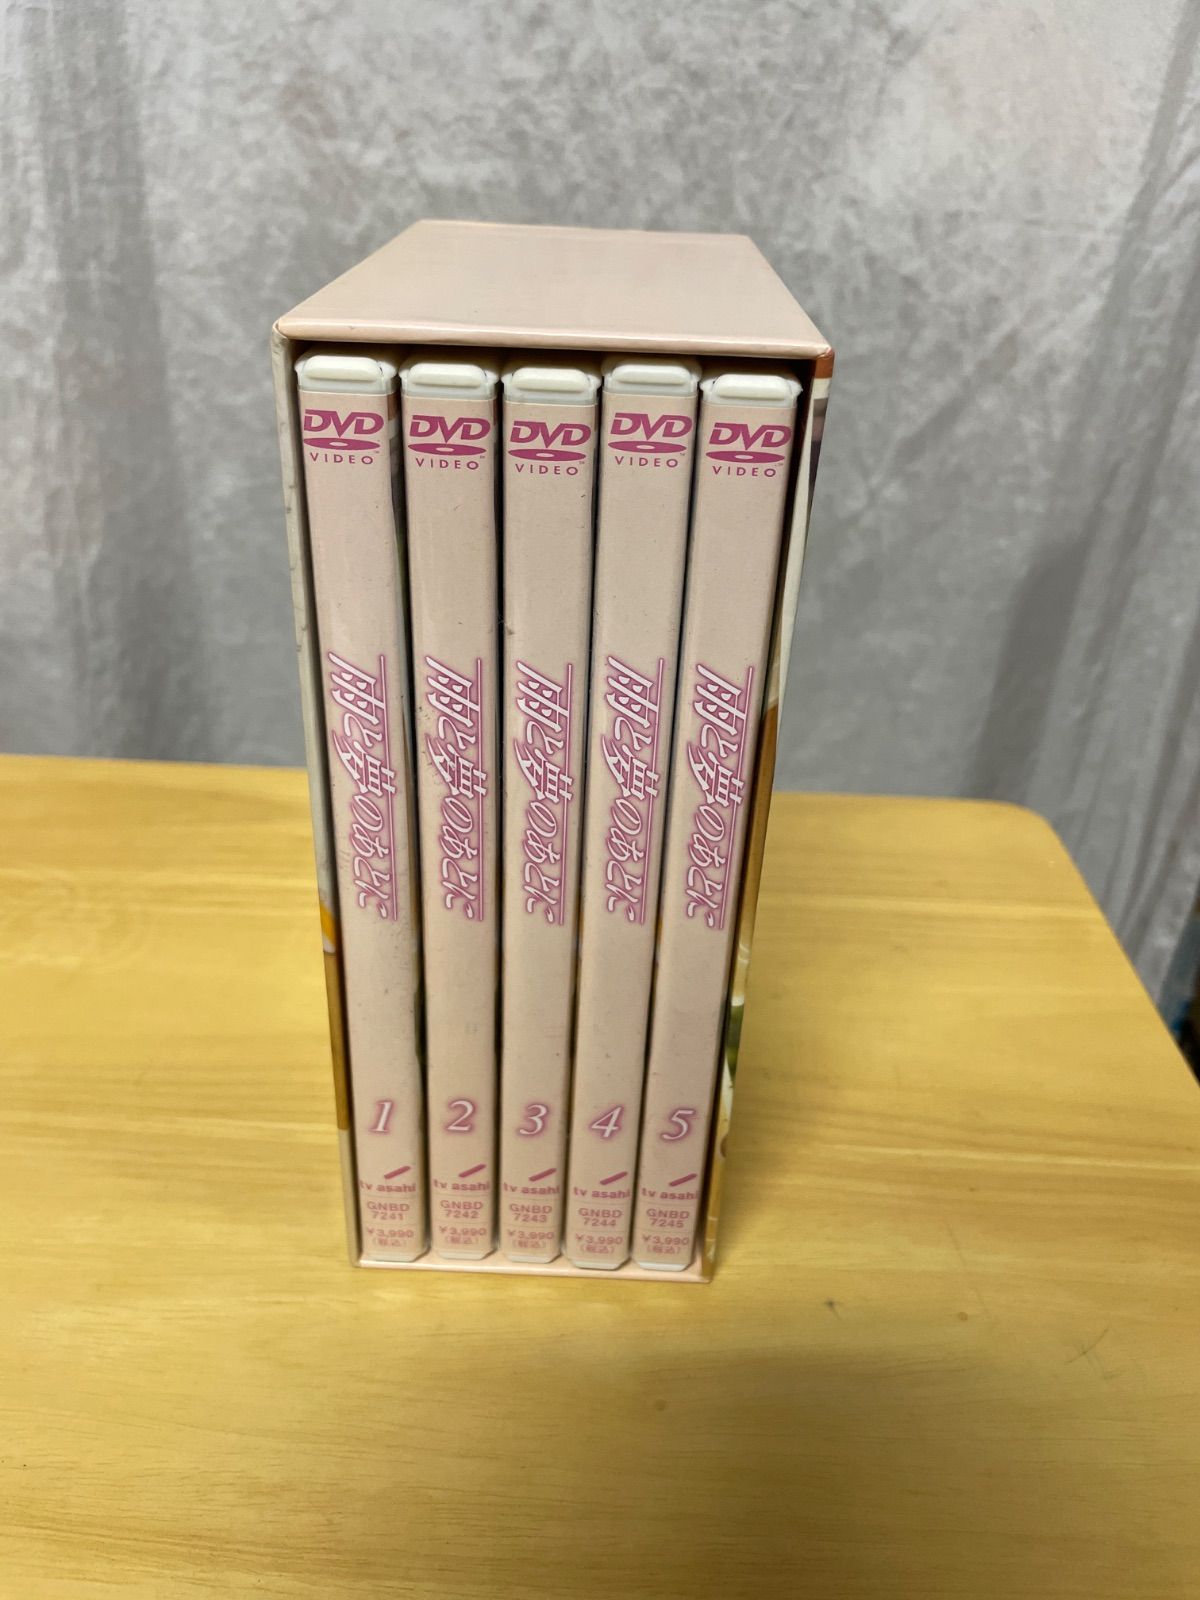 DVD
VIDEO
雨と夢のあとに
1
tv asahi
GNBD
7241
¥3,990
(税込)
DVD
VIDEO
雨と夢のあとに
2
tv asahi
GNBD
7242
¥3,990
(税込)
DVD
VIDEO
雨と夢のあとに
3
tv asahi
GNBD
7243
¥3,990
(税込)
DVD
VIDEO
雨と夢のあとに
4
tv asahi
GNBD
7244
¥3,990
(税込)
DVD
VIDEO
雨と夢のあとに
5
tv asahi
GNBD
7245
¥3,990
(税込)